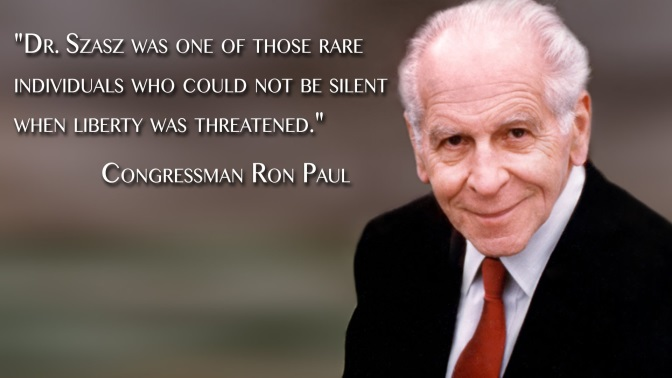 "Dr. Szasz was one of those rare
individuals who could not be silent
when liberty was threatened."
Congressman Ron Paul